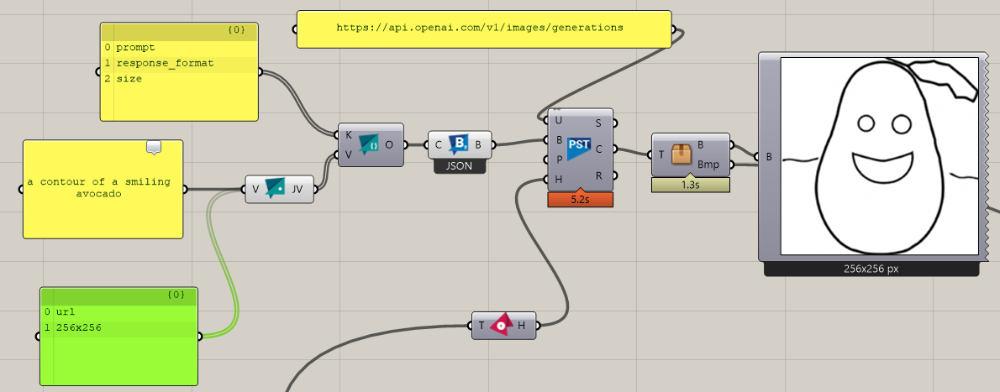 {0}
0 prompt
1 response_format
2 size
https://api.openai.com/v1/images/generations
a contour of a smiling
avocado
V JV
K O
V
C B
JSON
U S
B C
P
H R
PST
5.2s
T B
Bmp
1.3s
B
256x256 px
{0}
0 url
1 256x256
T H